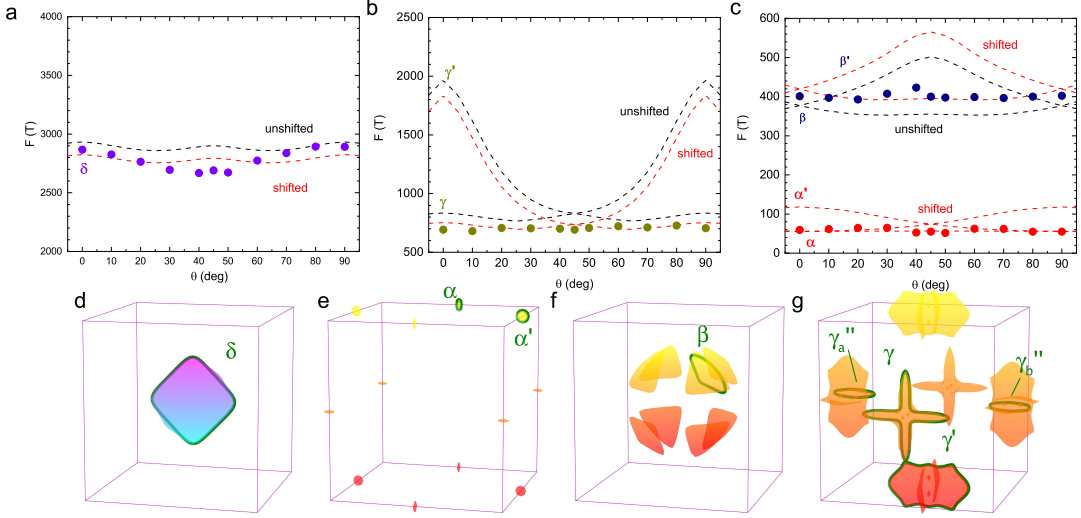 a
F (T)
4000
3500
3000
2500
2000
unshifted
δ
shifted
0 10 20 30 40 50 60 70 80 90
θ (deg)
b
F (T)
2500
2000
1500
1000
500
γ'
unshifted
shifted
γ
0 10 20 30 40 50 60 70 80 90
θ (deg)
c
F (T)
600
500
400
300
200
100
0
β'
shifted
β
unshifted
α'
shifted
α
0 10 20 30 40 50 60 70 80 90
θ (deg)
d
δ
e
α
α'
f
β
g
γa''
γ
γb''
γ'